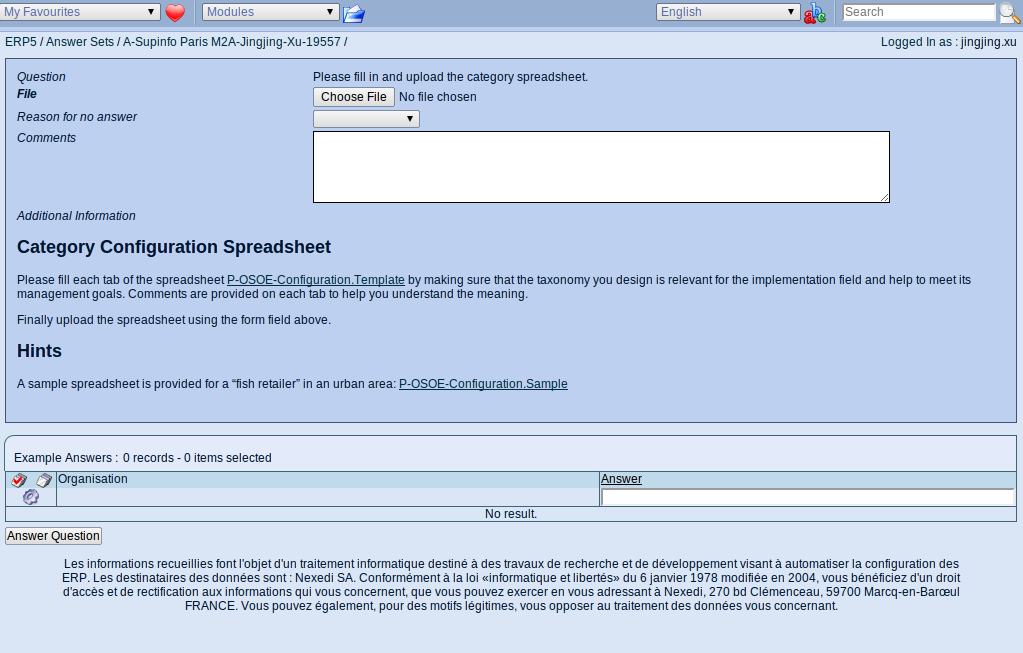 My Favourites Modules English Search
ERP5 / Answer Sets / A-Supinfo Paris M2A-Jingjing-Xu-19557 / Logged In as : jingjing.xu
Question Please fill in and upload the category spreadsheet.
File Choose File No file chosen
Reason for no answer
Comments
Additional Information
Category Configuration Spreadsheet
Please fill each tab of the spreadsheet P-OSOE-Configuration.Template by making sure that the taxonomy you design is relevant for the implementation field and help to meet its
management goals. Comments are provided on each tab to help you understand the meaning.
Finally upload the spreadsheet using the form field above.
Hints
A sample spreadsheet is provided for a “fish retailer” in an urban area: P-OSOE-Configuration.Sample
Example Answers : 0 records - 0 items selected
Organisation Answer
No result.
Answer Question
Les informations recueillies font l'objet d'un traitement informatique destiné à des travaux de recherche et de développement visant à automatiser la configuration des
ERP. Les destinataires des données sont : Nexedi SA. Conformément à la loi «informatique et libertés» du 6 janvier 1978 modifiée en 2004, vous bénéficiez d'un droit
d'accès et de rectification aux informations qui vous concernent, que vous pouvez exercer en vous adressant à Nexedi, 270 bd Clémenceau, 59700 Marcq-en-Barœul
FRANCE. Vous pouvez également, pour des motifs légitimes, vous opposer au traitement des données vous concernant.